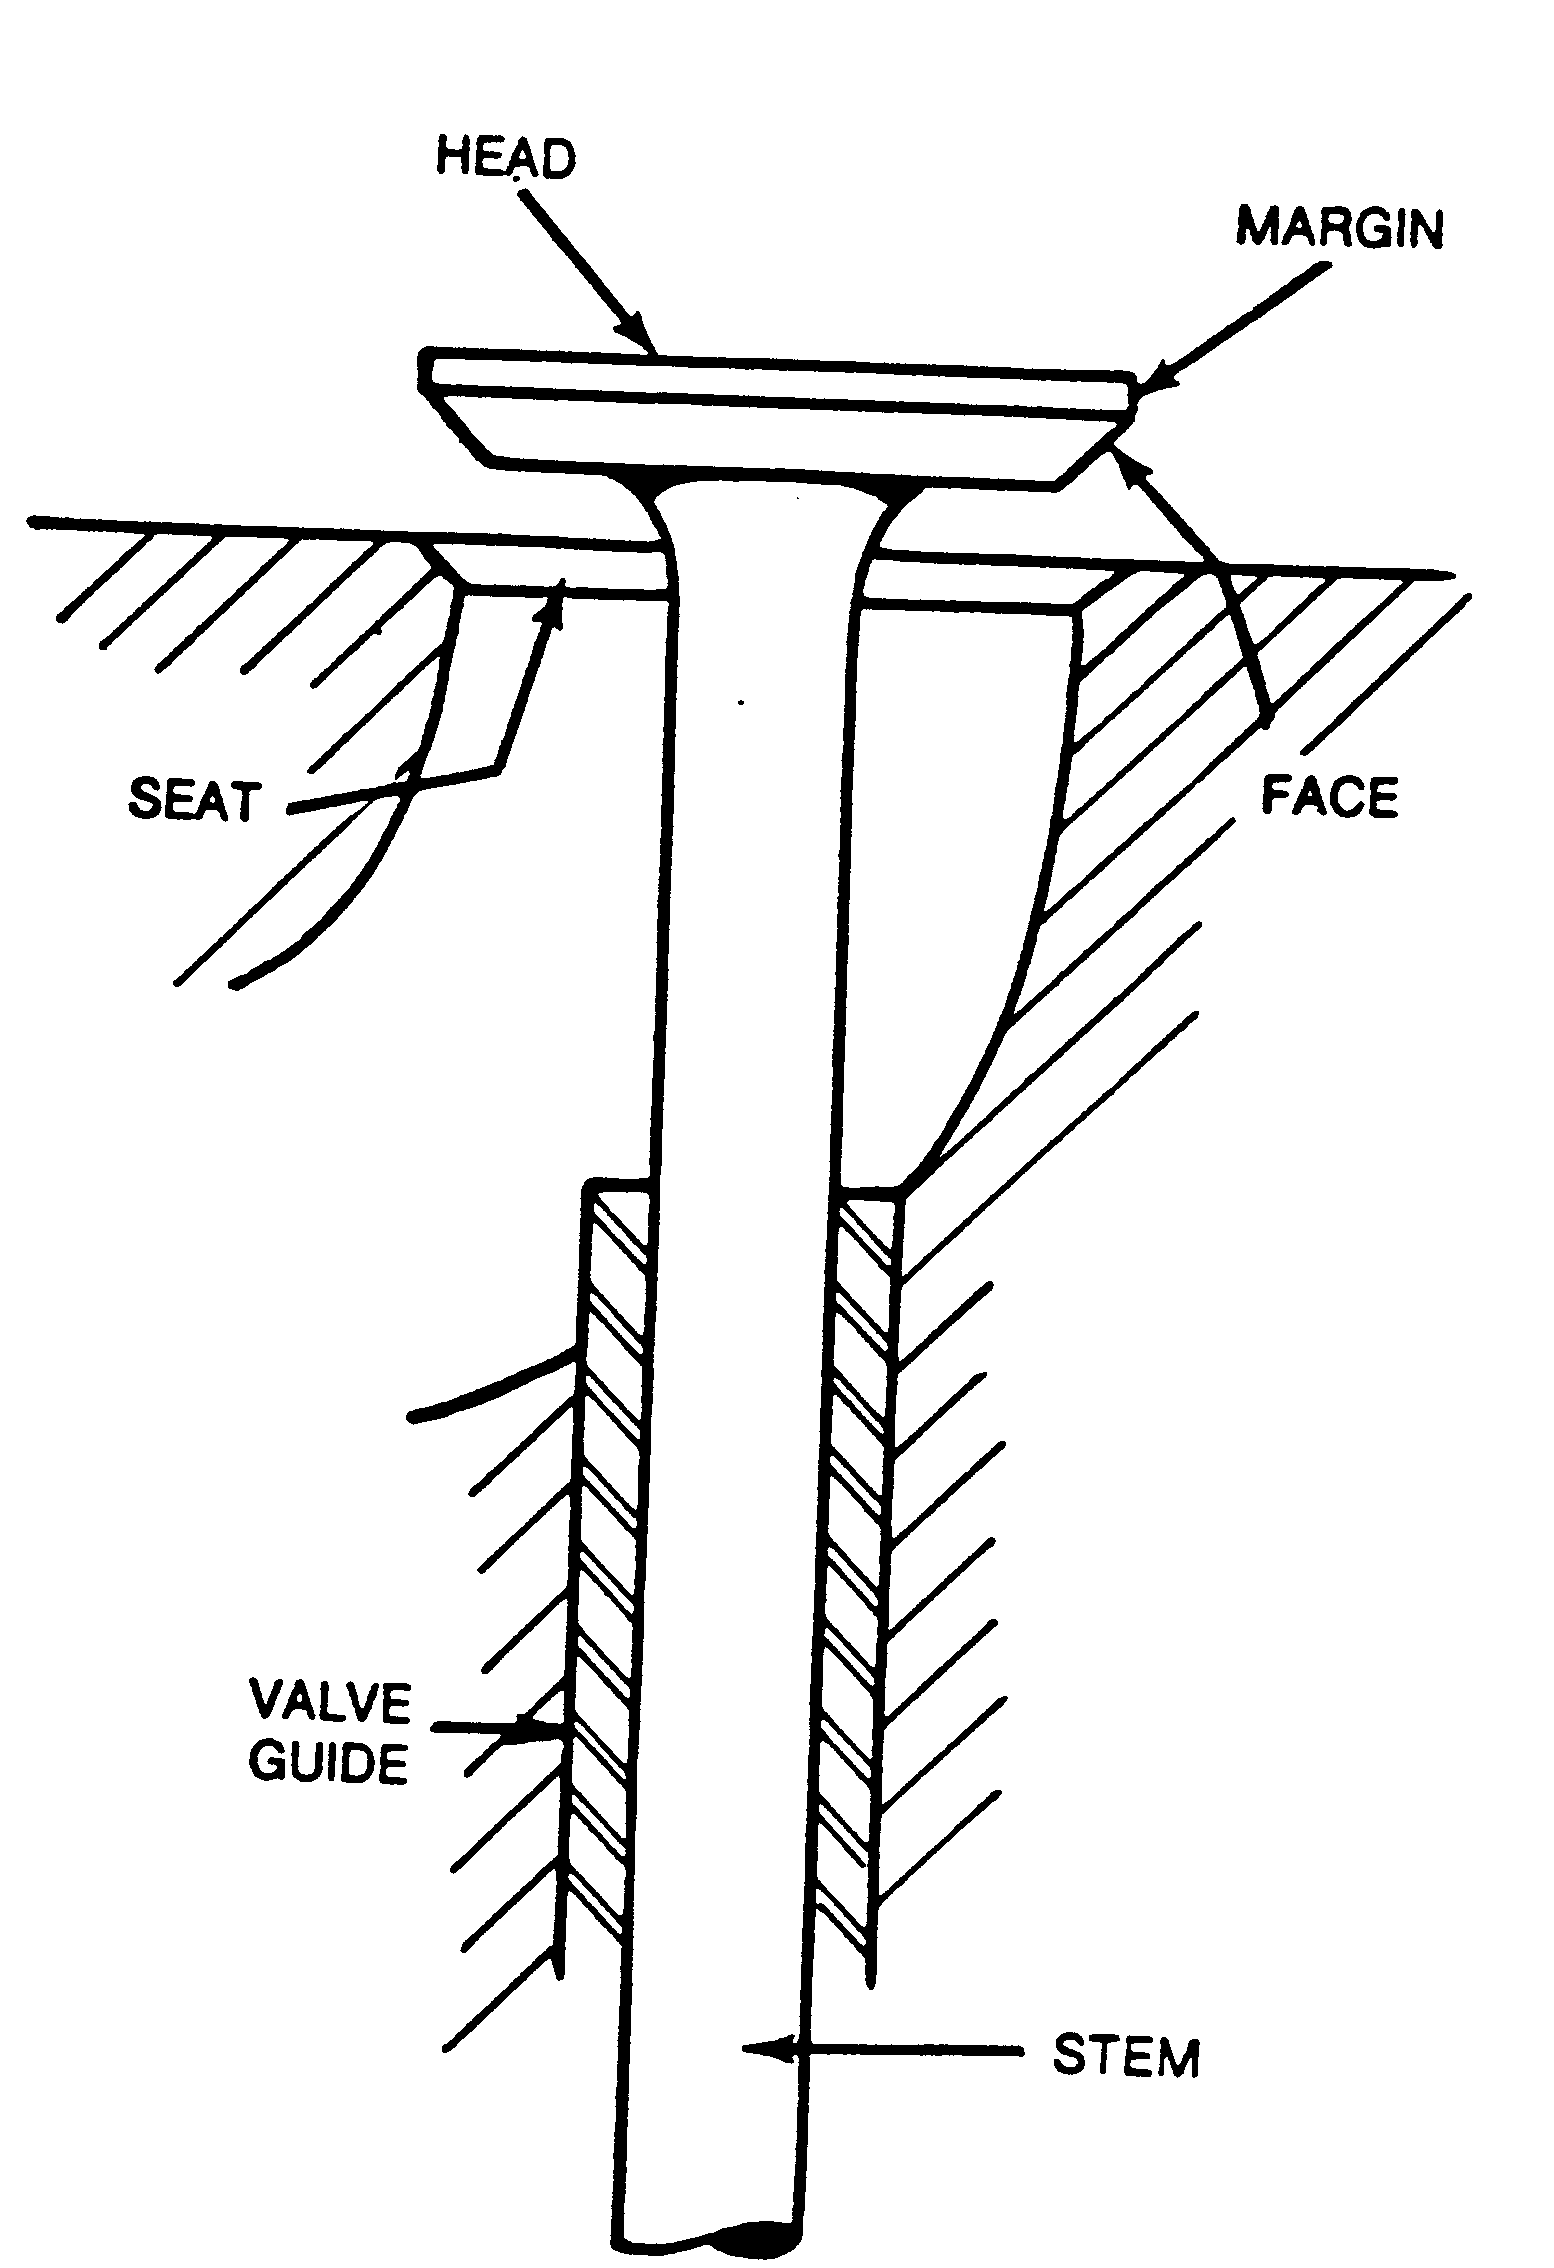 HEAD
MARGIN
SEAT
FACE
VALVE
GUIDE
STEM